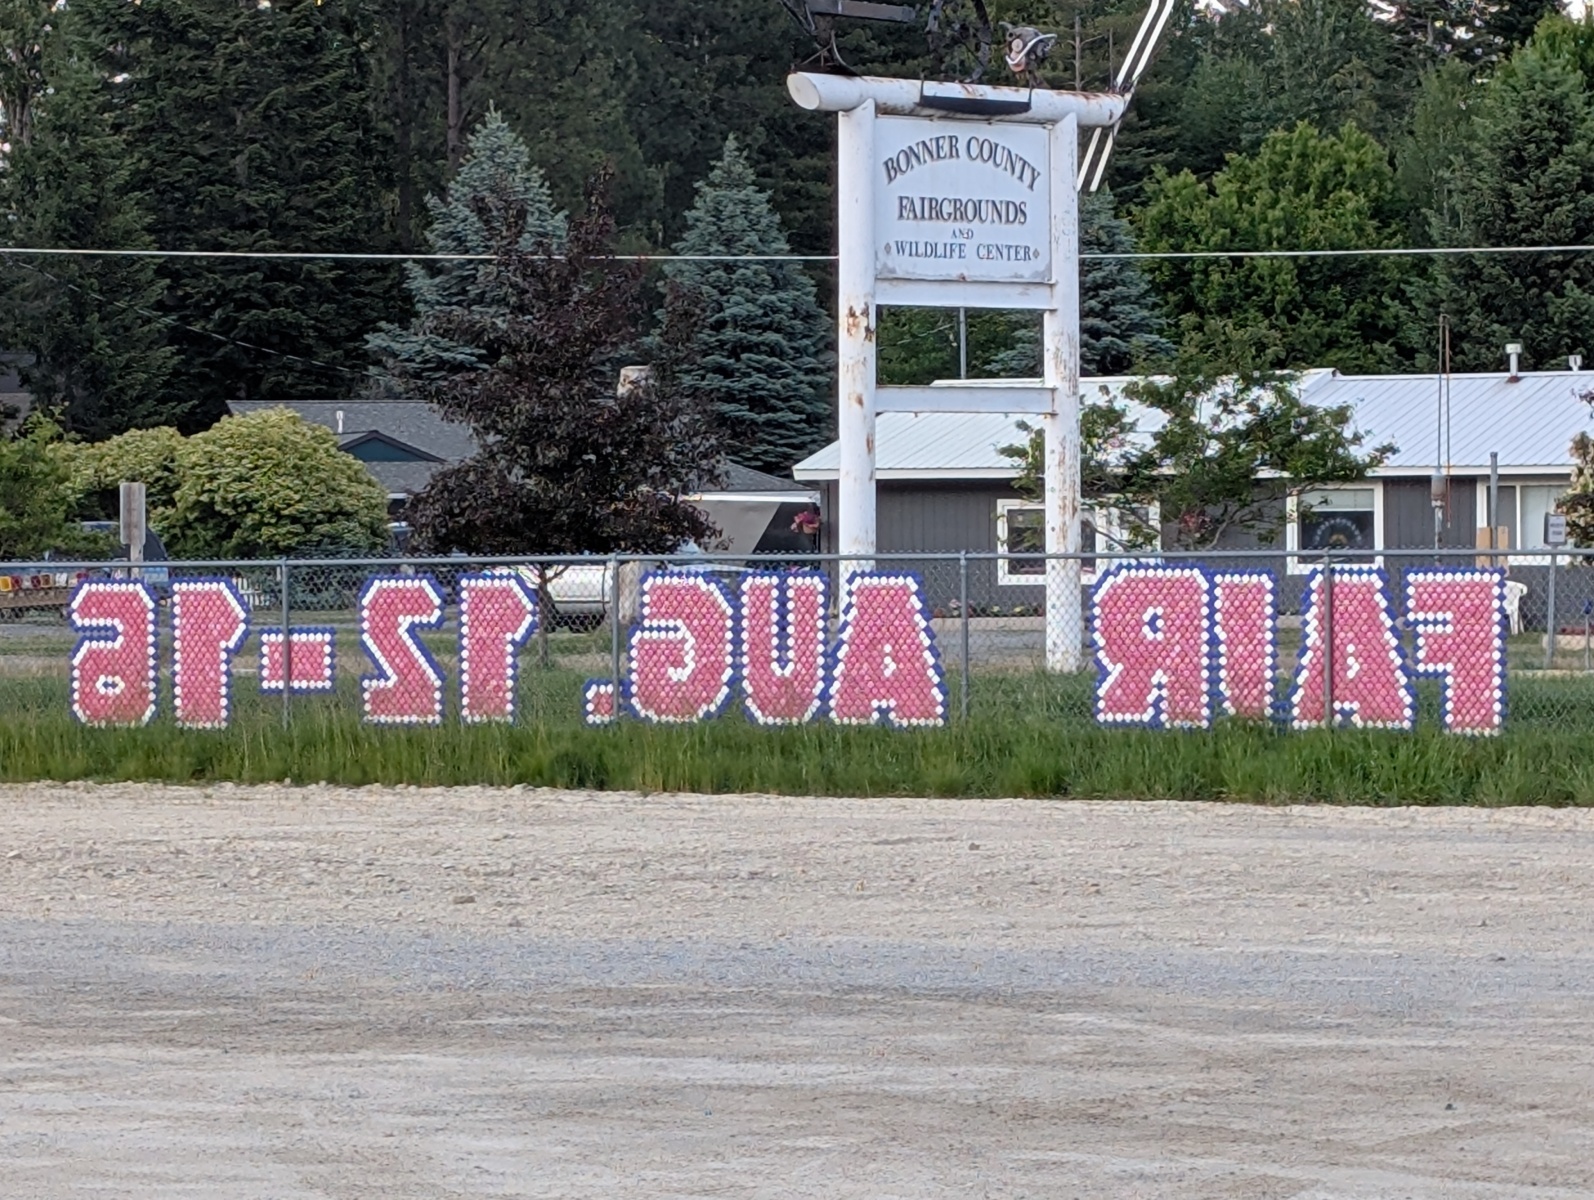 BONNER COUNTY
FAIRGROUNDS
AND
WILDLIFE CENTER
FAIR AUG. 12-16